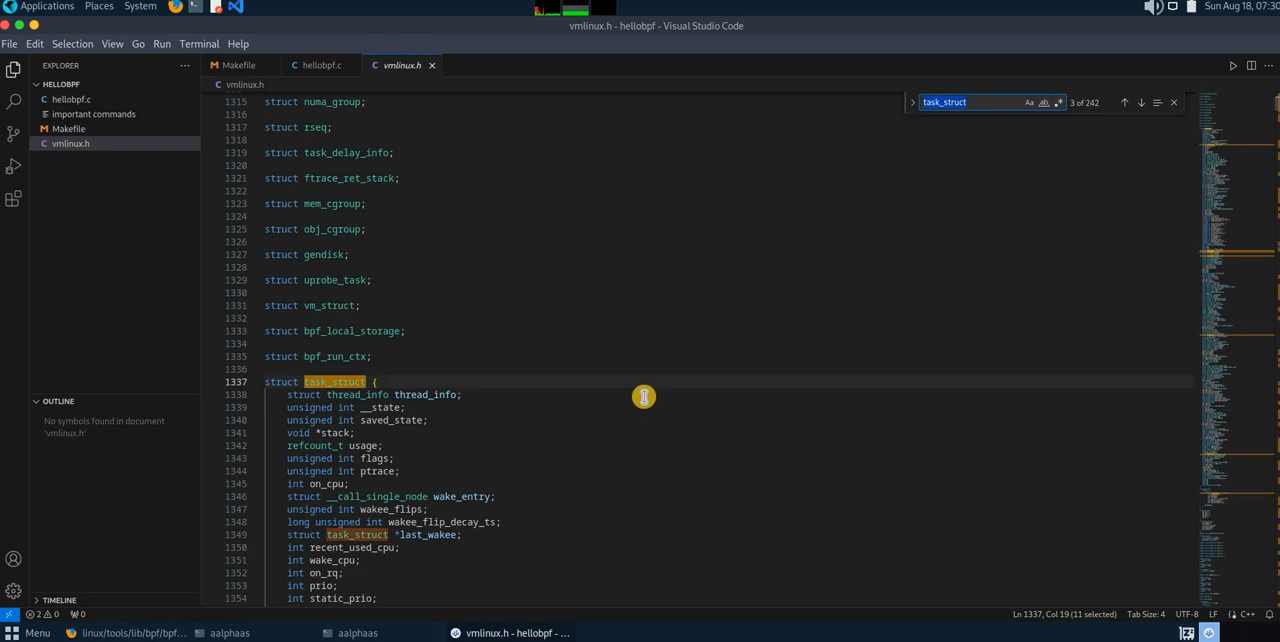 Applications Places System Sun Aug 18, 07:30
vmlinux.h - hellobpf - Visual Studio Code
File Edit Selection View Go Run Terminal Help
EXPLORER ··· M Makefile C hellobpf.c C vmlinux.h
HELLOBPF C vmlinux.h
C hellobpf.c
important commands
M Makefile
C vmlinux.h
task_struct Aa ab 3 of 242
1315 struct numa_group;
1316
1317 struct rseq;
1318
1319 struct task_delay_info;
1320
1321 struct ftrace_ret_stack;
1322
1323 struct mem_cgroup;
1324
1325 struct obj_cgroup;
1326
1327 struct gendisk;
1328
1329 struct uprobe_task;
1330
1331 struct vm_struct;
1332
1333 struct bpf_local_storage;
1334
1335 struct bpf_run_ctx;
1336
1337 struct task_struct {
1338 struct thread_info thread_info;
1339 unsigned int __state;
1340 unsigned int saved_state;
1341 void *stack;
1342 refcount_t usage;
1343 unsigned int flags;
1344 unsigned int ptrace;
1345 int on_cpu;
1346 struct __call_single_node wake_entry;
1347 unsigned int wakee_flips;
1348 long unsigned int wakee_flip_decay_ts;
1349 struct task_struct *last_wakee;
1350 int recent_used_cpu;
1351 int wake_cpu;
1352 int on_rq;
1353 int prio;
1354 int static_prio;
OUTLINE
No symbols found in document
'vmlinux.h'
TIMELINE
2 0 0 Ln 1337, Col 19 (11 selected) Tab Size: 4 UTF-8 LF C++
Menu linux/tools/lib/bpf/bpf... aalphaas aalphaas vmlinux.h - hellobpf - ...